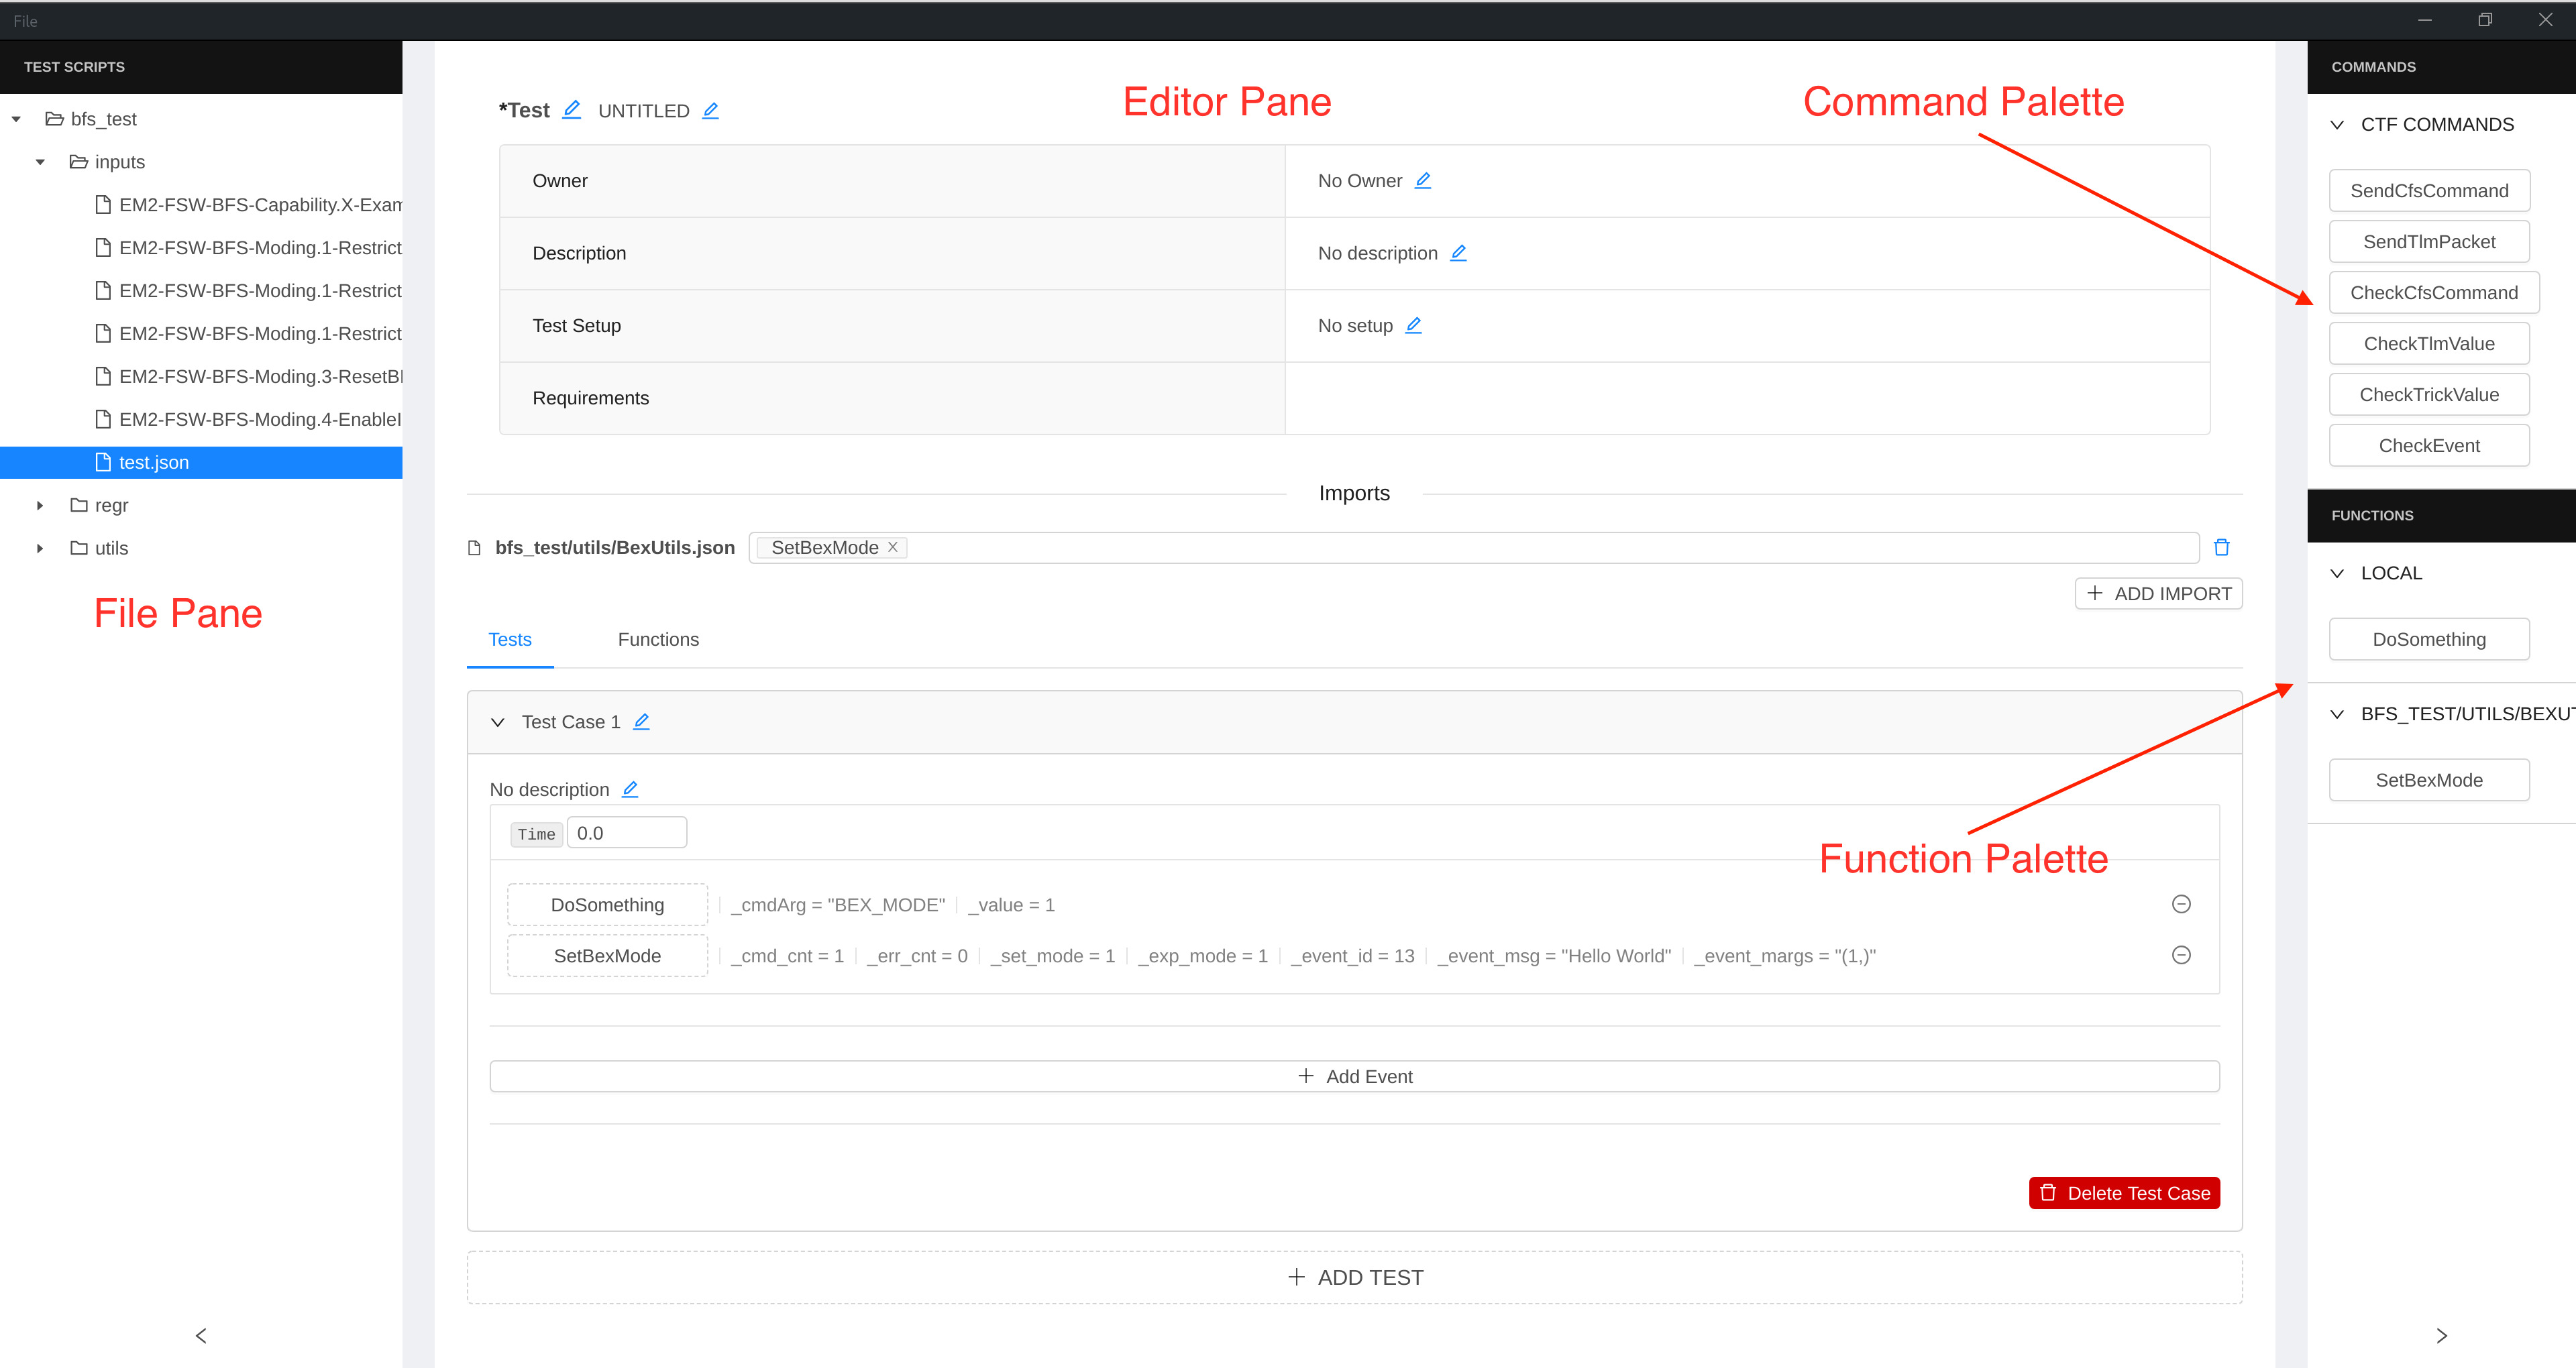 File
TEST SCRIPTS
bfs_test
inputs
EM2-FSW-BFS-Capability.X-Exam
EM2-FSW-BFS-Moding.1-Restrict
EM2-FSW-BFS-Moding.1-Restrict
EM2-FSW-BFS-Moding.1-Restrict
EM2-FSW-BFS-Moding.3-ResetBI
EM2-FSW-BFS-Moding.4-EnableI
test.json
regr
utils
File Pane
*Test UNTITLED
Editor Pane
Owner No Owner
Description No description
Test Setup No setup
Requirements
Imports
bfs_test/utils/BexUtils.json SetBexMode
ADD IMPORT
Tests Functions
Test Case 1
No description
Time 0.0
DoSomething _cmdArg = "BEX_MODE" _value = 1
SetBexMode _cmd_cnt = 1 _err_cnt = 0 _set_mode = 1 _exp_mode = 1 _event_id = 13 _event_msg = "Hello World" _event_margs = "(1,)"
Add Event
Delete Test Case
ADD TEST
Command Palette
Function Palette
COMMANDS
CTF COMMANDS
SendCfsCommand
SendTlmPacket
CheckCfsCommand
CheckTlmValue
CheckTrickValue
CheckEvent
FUNCTIONS
LOCAL
DoSomething
BFS_TEST/UTILS/BEXUT
SetBexMode